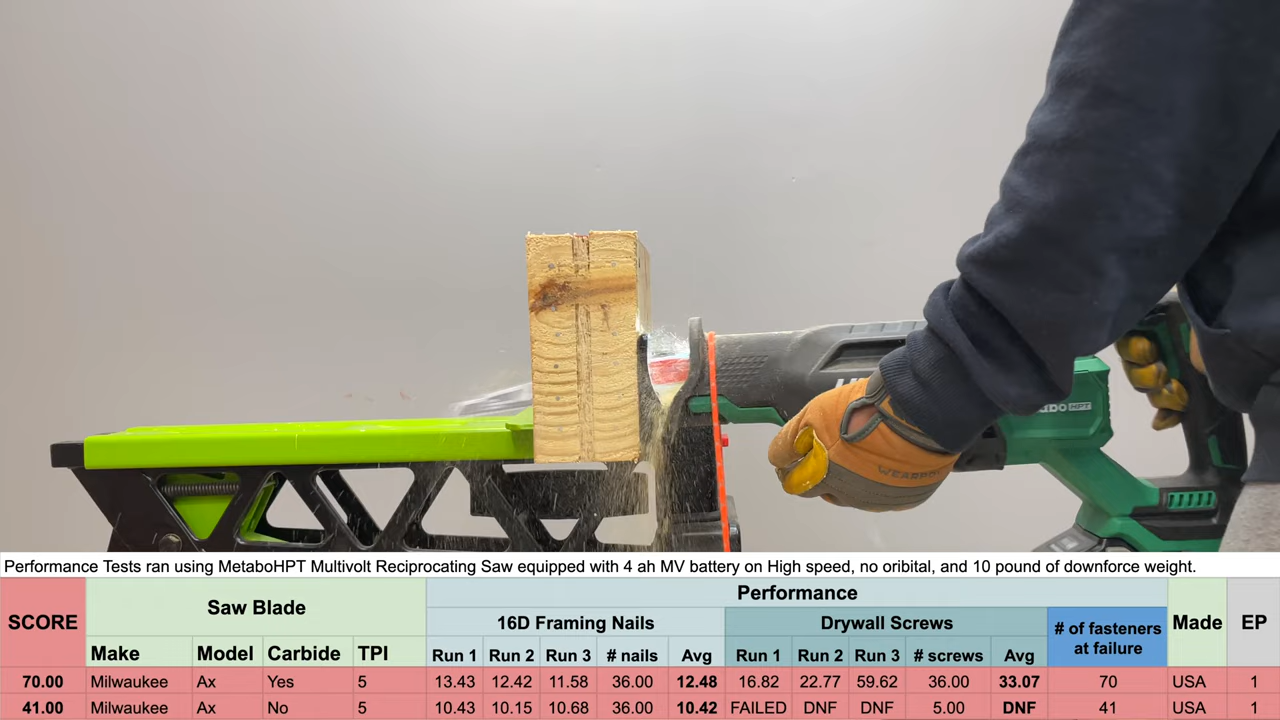 HPT
WEAR
Performance Tests ran using MetaboHPT Multivolt Reciprocating Saw equipped with 4 ah MV battery on High speed, no oribital, and 10 pound of downforce weight.
SCORE Saw Blade Performance Made EP
16D Framing Nails Drywall Screws # of fasteners at failure
Make Model Carbide TPI Run 1 Run 2 Run 3 # nails Avg Run 1 Run 2 Run 3 # screws Avg
70.00 Milwaukee Ax Yes 5 13.43 12.42 11.58 36.00 12.48 16.82 22.77 59.62 36.00 33.07 70 USA 1
41.00 Milwaukee Ax No 5 10.43 10.15 10.68 36.00 10.42 FAILED DNF DNF 5.00 DNF 41 USA 1